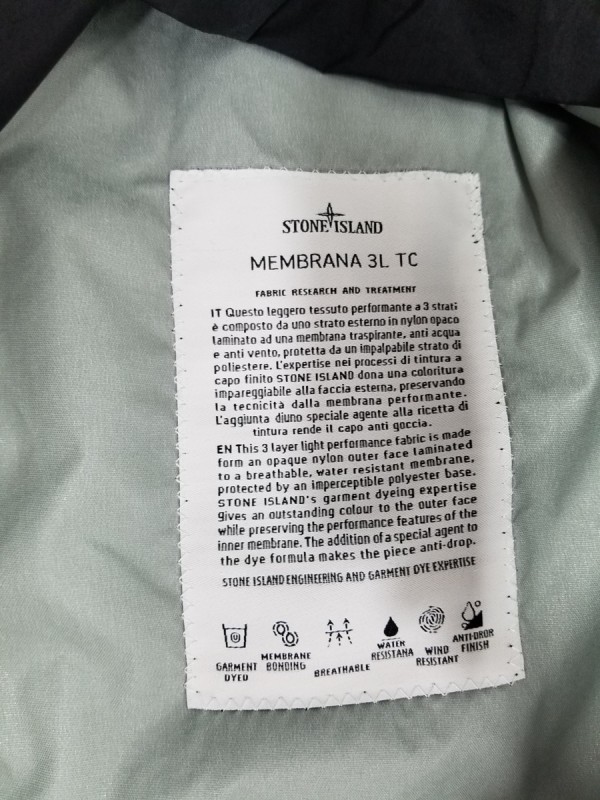 STONE ISLAND
MEMBRANA 3L TC
FABRIC RESEARCH AND TREATMENT
IT Questo leggero tessuto performante a 3 strati
è composto da uno strato esterno in nylon opaco
laminato ad una membrana traspirante, anti acqua
e anti vento, protetta da un impalpabile strato di
poliestere. L'expertise nei processi di tintura a
capo finito STONE ISLAND dona una coloritura
impareggiabile alla faccia esterna, preservando
la tecnicità dalla membrana performante.
L'aggiunta diuno speciale agente alla ricetta di
tintura rende il capo anti goccia.
EN This 3 layer light performance fabric is made
form an opaque nylon outer face laminated
to a breathable, water resistant membrane,
protected by an imperceptible polyester base.
STONE ISLAND's garment dyeing expertise
gives an outstanding colour to the outer face
while preserving the performance features of the
inner membrane. The addition of a special agent to
the dye formula makes the piece anti-drop.
STONE ISLAND ENGINEERING AND GARMENT DYE EXPERTISE
GARMENT DYED
MEMBRANE BONDING
BREATHABLE
WATER RESISTANA
WIND RESISTANT
ANTI-DROR FINISH